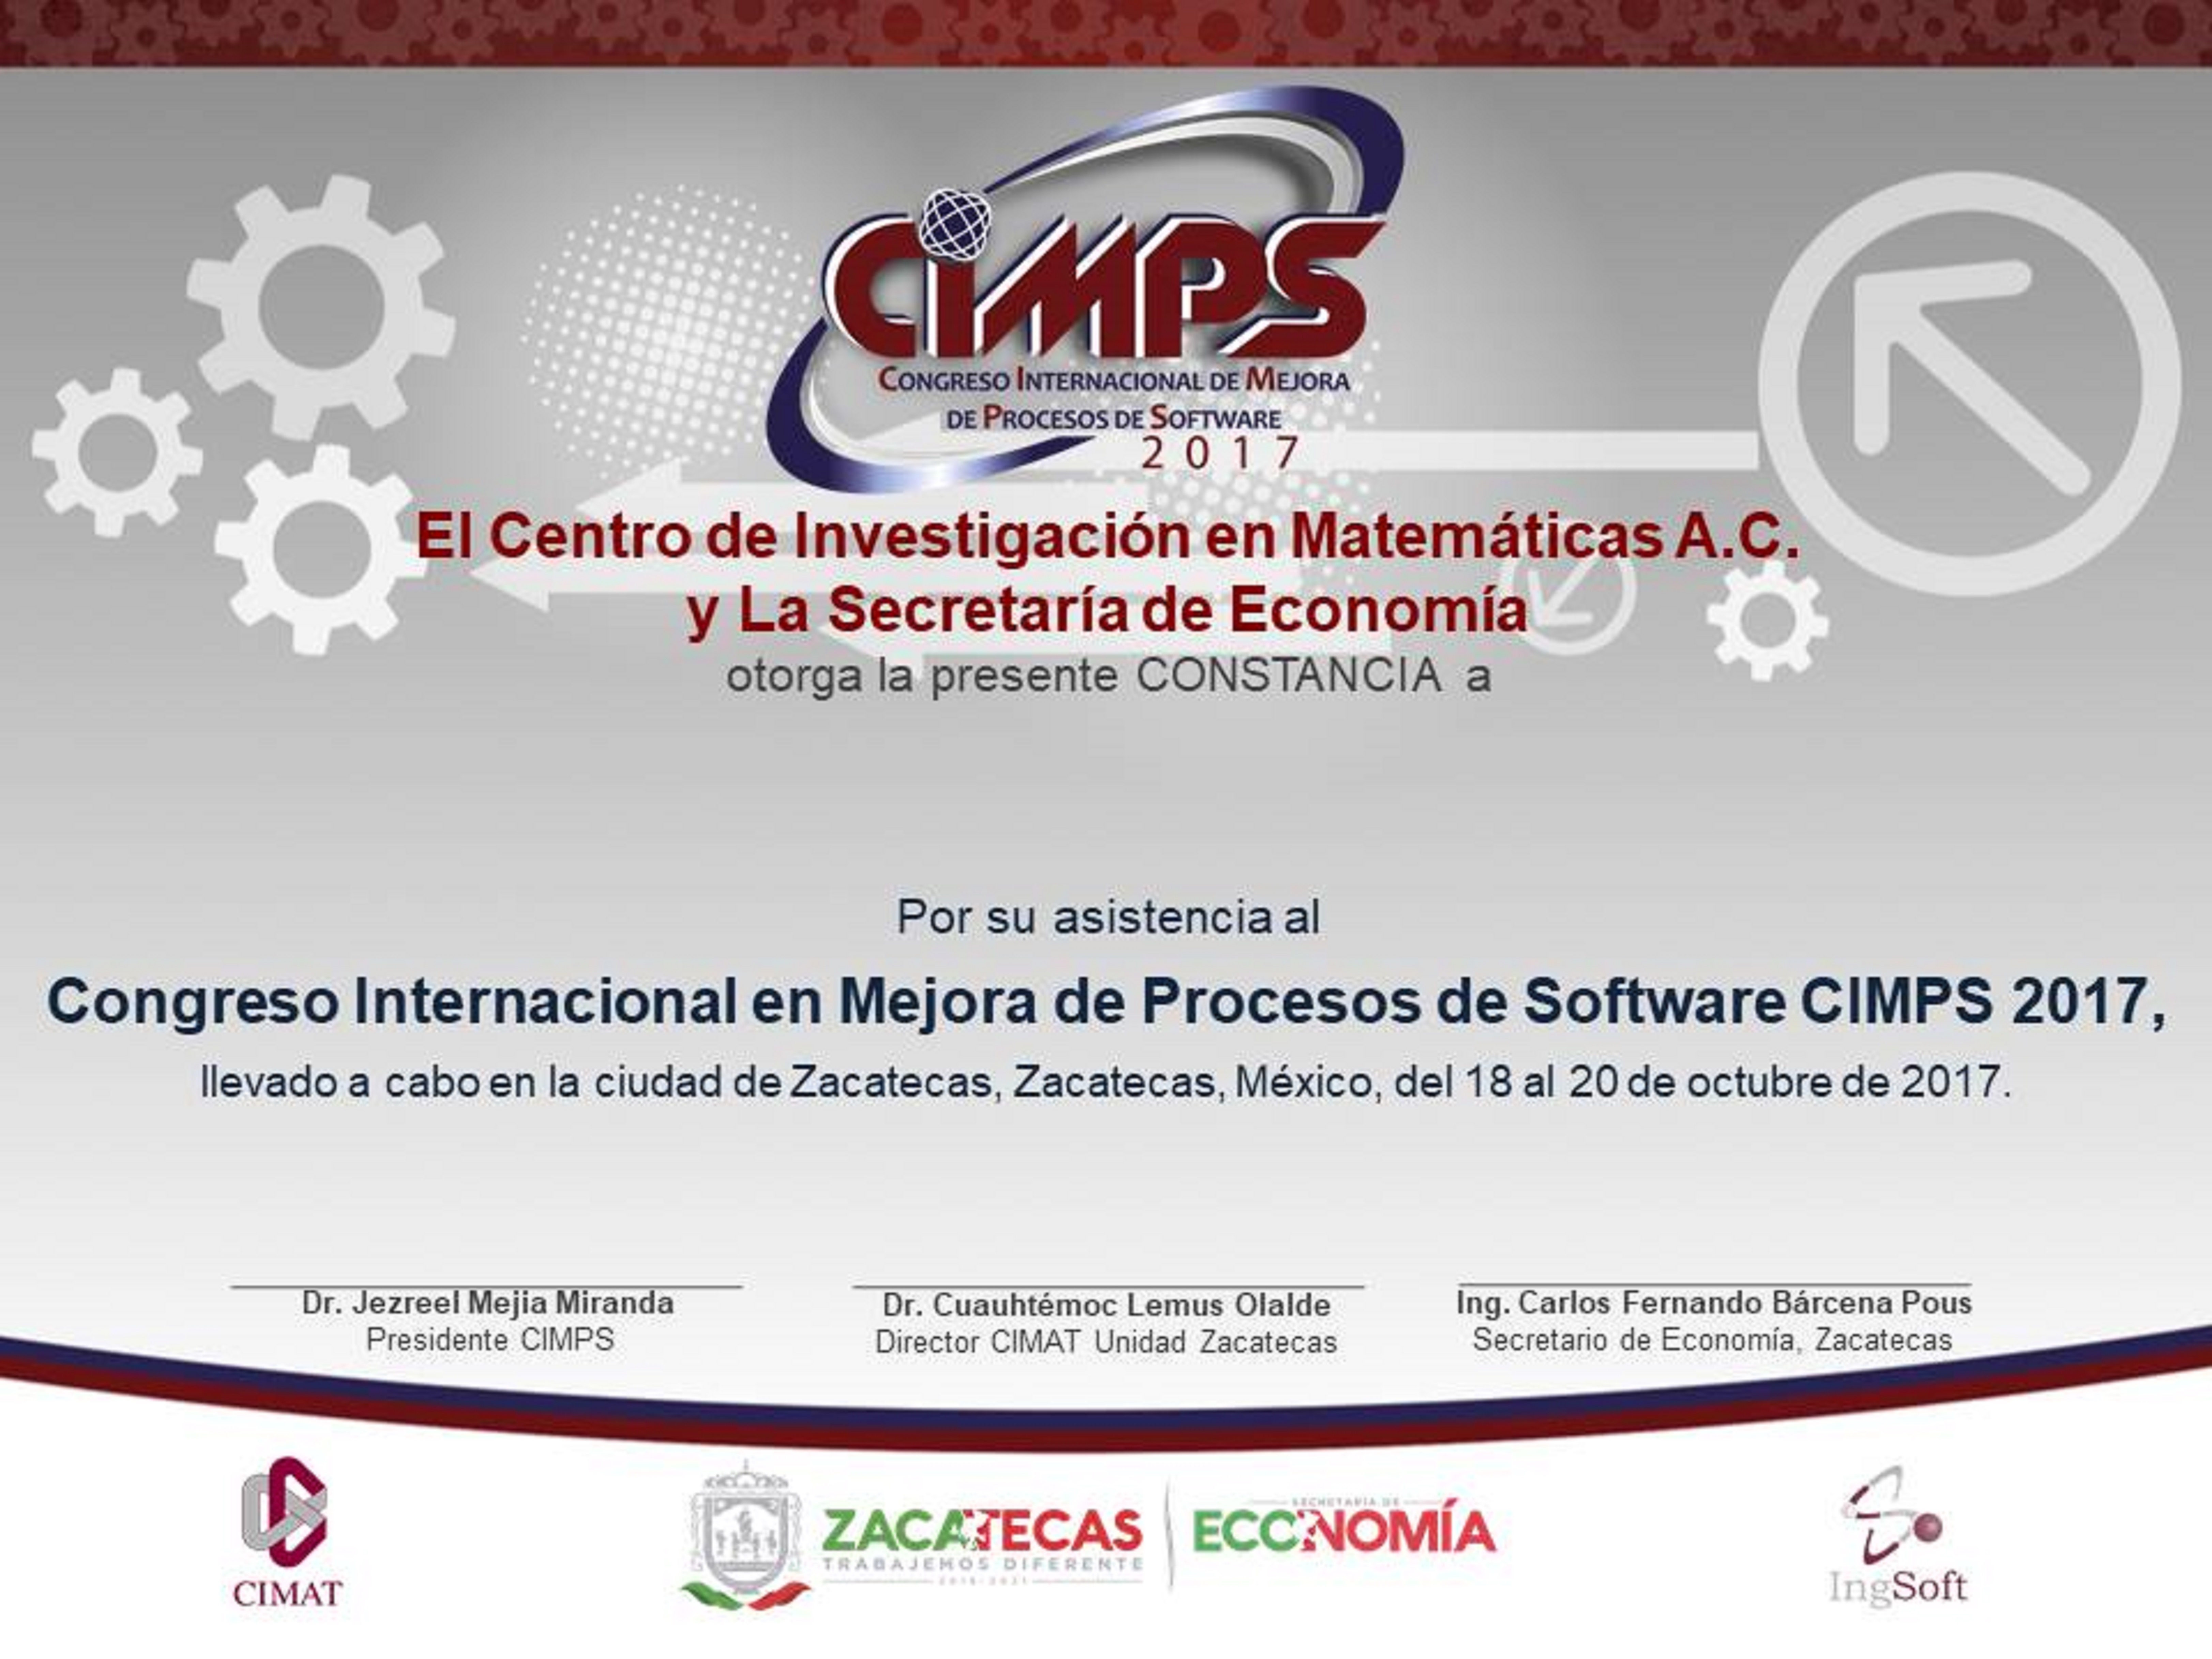 CIMPS
CONGRESO INTERNACIONAL DE MEJORA
DE PROCESOS DE SOFTWARE
2017
El Centro de Investigación en Matemáticas A.C.
y La Secretaría de Economía
otorga la presente CONSTANCIA a
Por su asistencia al
Congreso Internacional en Mejora de Procesos de Software CIMPS 2017,
llevado a cabo en la ciudad de Zacatecas, Zacatecas, México, del 18 al 20 de octubre de 2017.
Dr. Jezreel Mejia Miranda
Presidente CIMPS
Dr. Cuauhtémoc Lemus Olalde
Director CIMAT Unidad Zacatecas
Ing. Carlos Fernando Bárcena Pous
Secretario de Economía, Zacatecas
CIMAT
ZACATECAS
TRABAJEMOS DIFERENTE
SECRETARÍA DE
ECONOMÍA
IngSoft